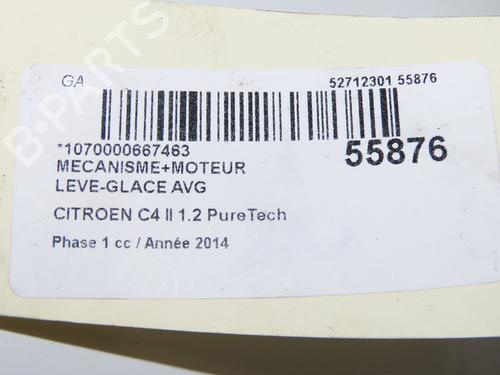 GA
52712301 55876
*1070000667463
55876
MECANISME+MOTEUR
LEVE-GLACE AVG
CITROEN C4 II 1.2 PureTech
Phase 1 cc / Année 2014
B-PARTS